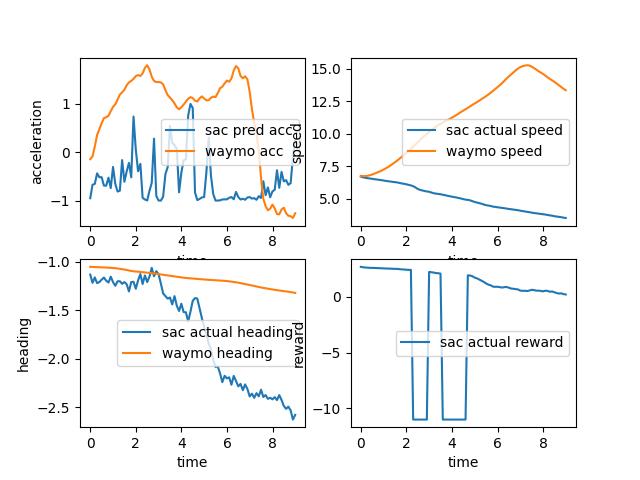 acceleration
1
0
−1
sac pred acc
waymo acc
0 2 4 6 8
time
speed
15.0
12.5
10.0
7.5
5.0
sac actual speed
waymo speed
0 2 4 6 8
time
heading
−1.0
−1.5
−2.0
−2.5
sac actual heading
waymo heading
0 2 4 6 8
time
reward
0
−5
−10
sac actual reward
0 2 4 6 8
time